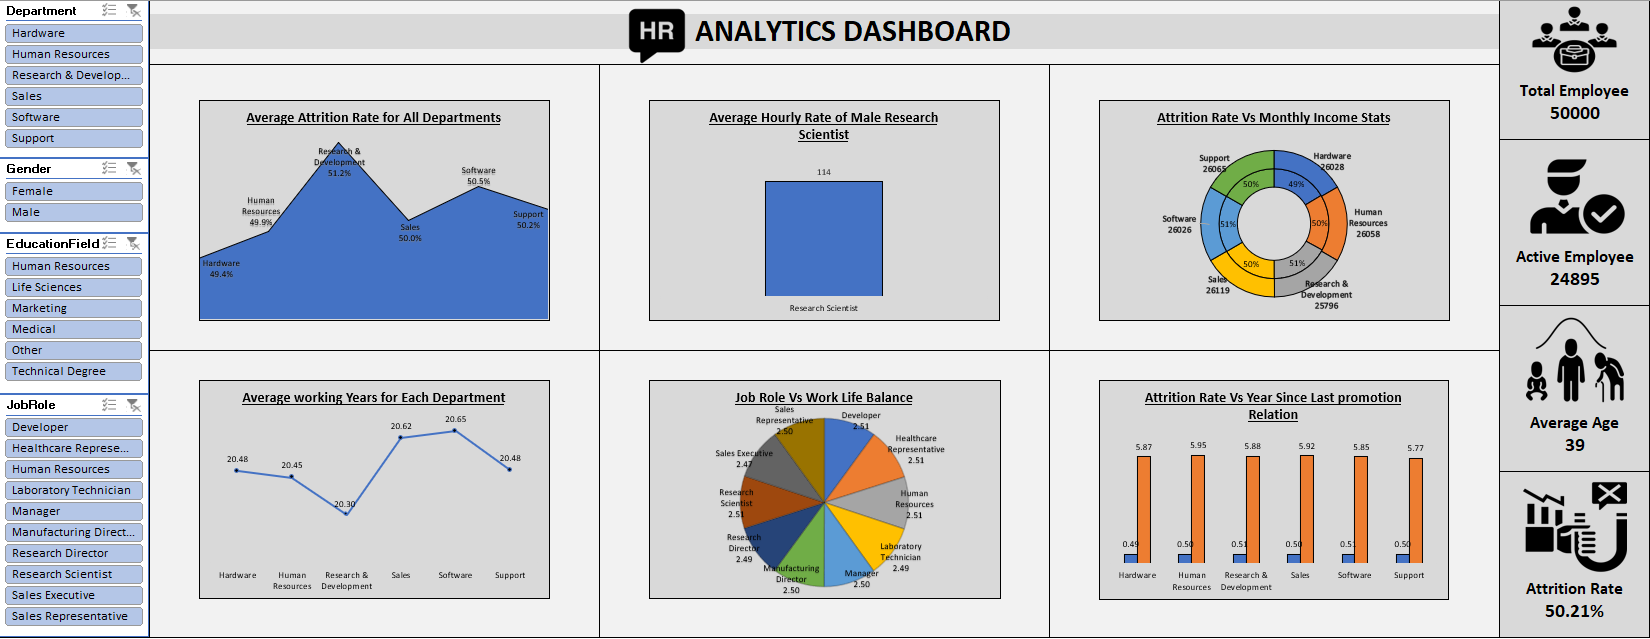 Department
Hardware
Human Resources
Research & Develop...
Sales
Software
Support
Gender
Female
Male
EducationField
Human Resources
Life Sciences
Marketing
Medical
Other
Technical Degree
JobRole
Developer
Healthcare Represe...
Human Resources
Laboratory Technician
Manager
Manufacturing Direct...
Research Director
Research Scientist
Sales Executive
Sales Representative
HR ANALYTICS DASHBOARD
Average Attrition Rate for All Departments
Hardware
49.4%
Human
Resources
49.9%
Research &
Development
51.2%
Sales
50.0%
Software
50.5%
Support
50.2%
Average Hourly Rate of Male Research
Scientist
114
Research Scientist
Attrition Rate Vs Monthly Income Stats
Hardware
26028
Human
Resources
26058
Research &
Development
25796
Sales
26119
Software
26026
Support
26065
49%
50%
51%
50%
51%
50%
Average working Years for Each Department
20.48
20.45
20.30
20.62
20.65
20.48
Hardware
Human
Resources
Research &
Development
Sales
Software
Support
Job Role Vs Work Life Balance
Developer
2.51
Healthcare
Representative
2.51
Human
Resources
2.51
Laboratory
Technician
2.49
Manager
2.50
Manufacturing
Director
2.50
Research
Director
2.49
Research
Scientist
2.51
Sales Executive
2.47
Sales
Representative
2.50
Attrition Rate Vs Year Since Last promotion
Relation
5.87
5.95
5.88
5.92
5.85
5.77
0.49
0.50
0.51
0.50
0.51
0.50
Hardware
Human
Resources
Research &
Development
Sales
Software
Support
Total Employee
50000
Active Employee
24895
Average Age
39
Attrition Rate
50.21%